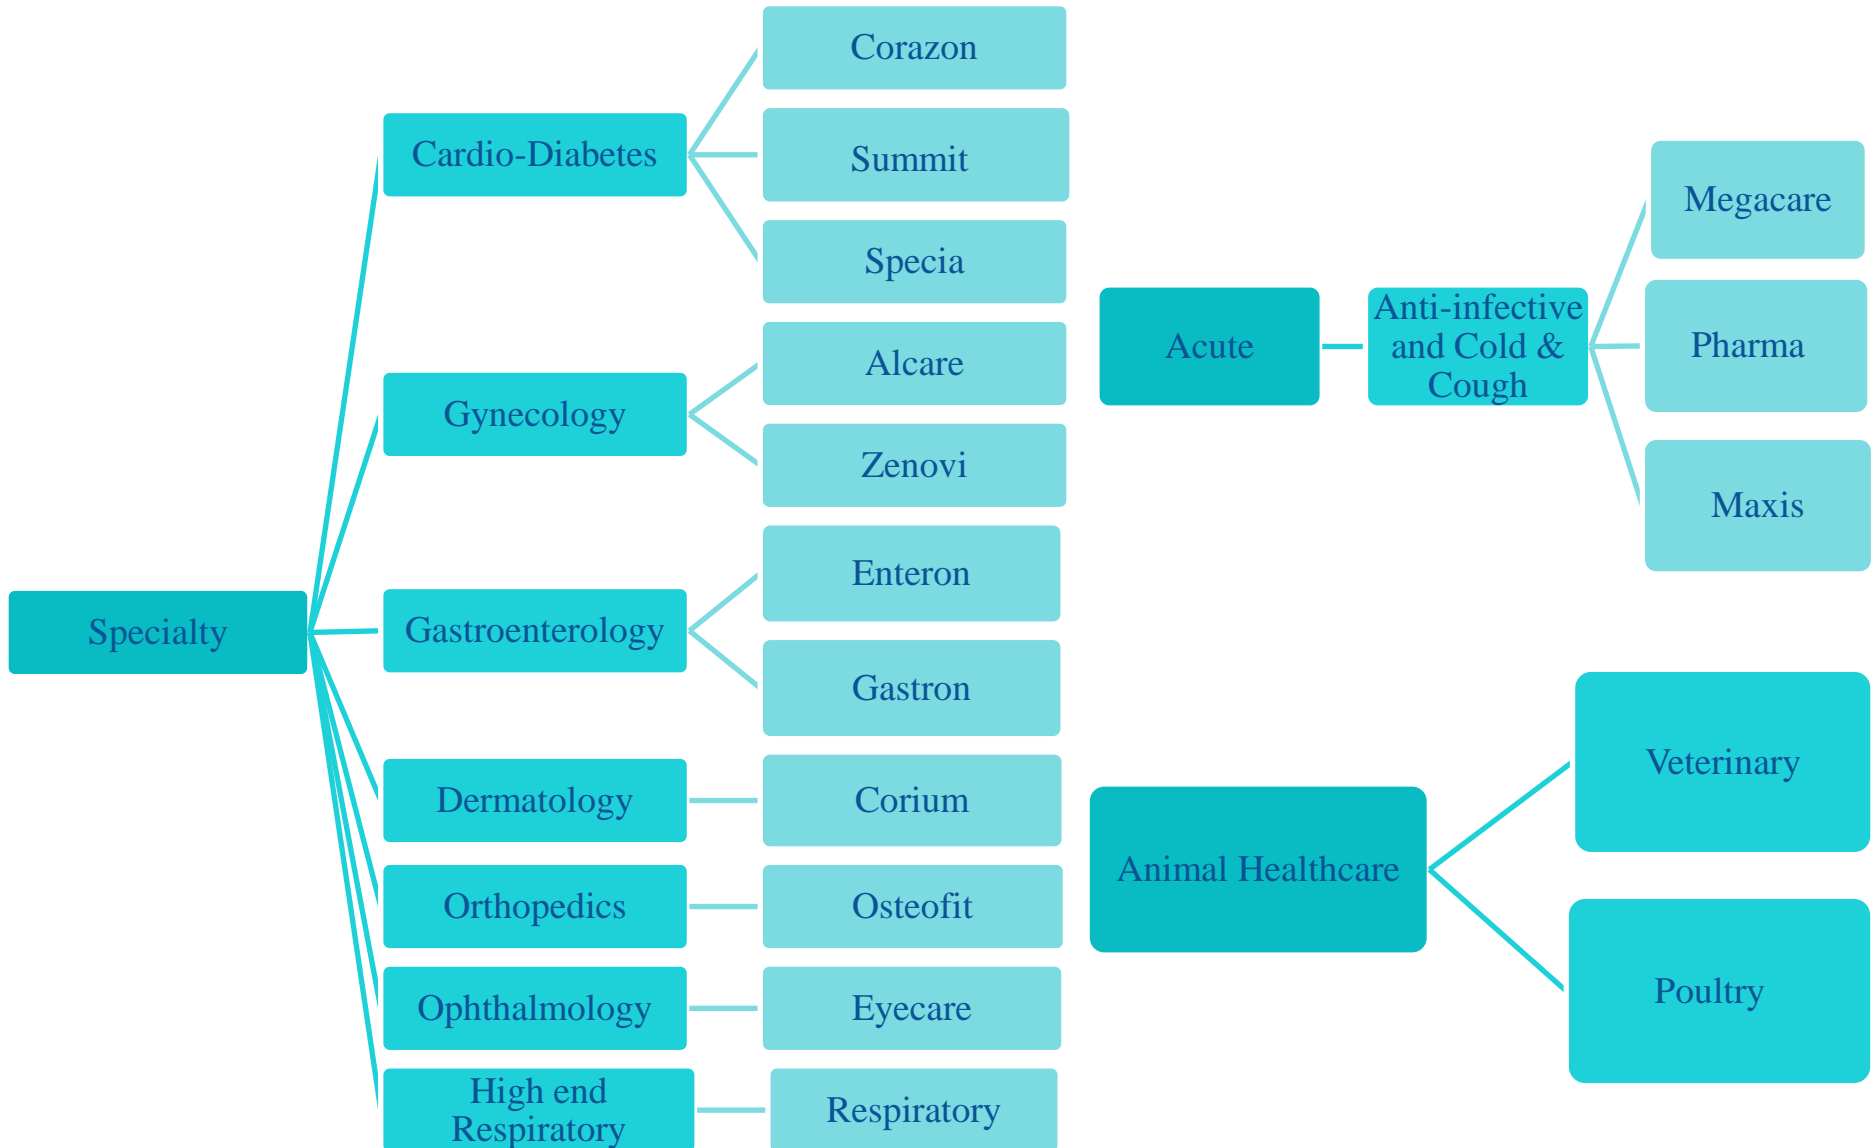 Specialty
Cardio-Diabetes
Corazon
Summit
Specia
Gynecology
Alcare
Zenovi
Gastroenterology
Enteron
Gastron
Dermatology
Corium
Orthopedics
Osteofit
Ophthalmology
Eyecare
High end
Respiratory
Respiratory
Acute
Anti-infective
and Cold &
Cough
Megacare
Pharma
Maxis
Animal Healthcare
Veterinary
Poultry